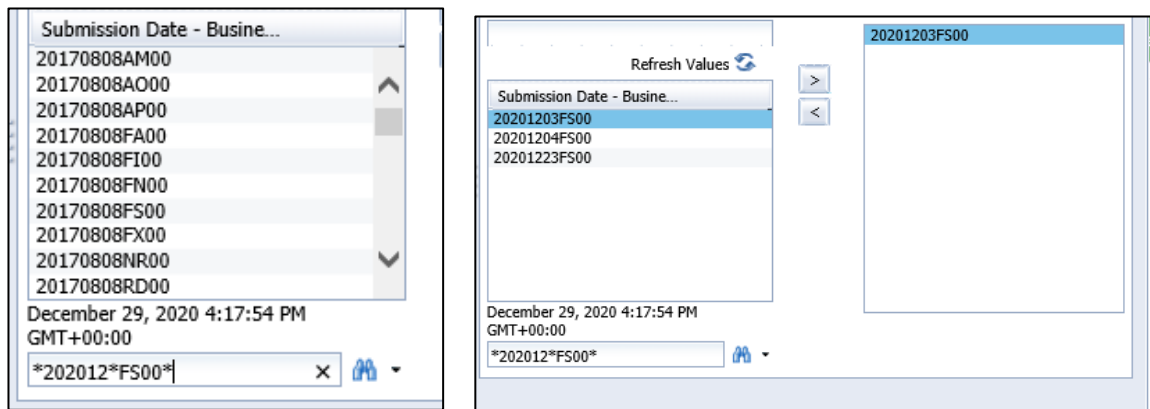 Submission Date - Busine...
20170808AM00
20170808AO00
20170808AP00
20170808FA00
20170808FI00
20170808FN00
20170808FS00
20170808FX00
20170808NR00
20170808RD00
December 29, 2020 4:17:54 PM
GMT+00:00
*202012*FS00*
Refresh Values
Submission Date - Busine...
20201203FS00
20201204FS00
20201223FS00
December 29, 2020 4:17:54 PM
GMT+00:00
*202012*FS00*
>
<
20201203FS00